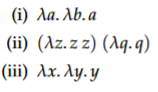 (i) λa. λb. a
(ii) (λz. z z) (λq. q)
(iii) λx. λy. y